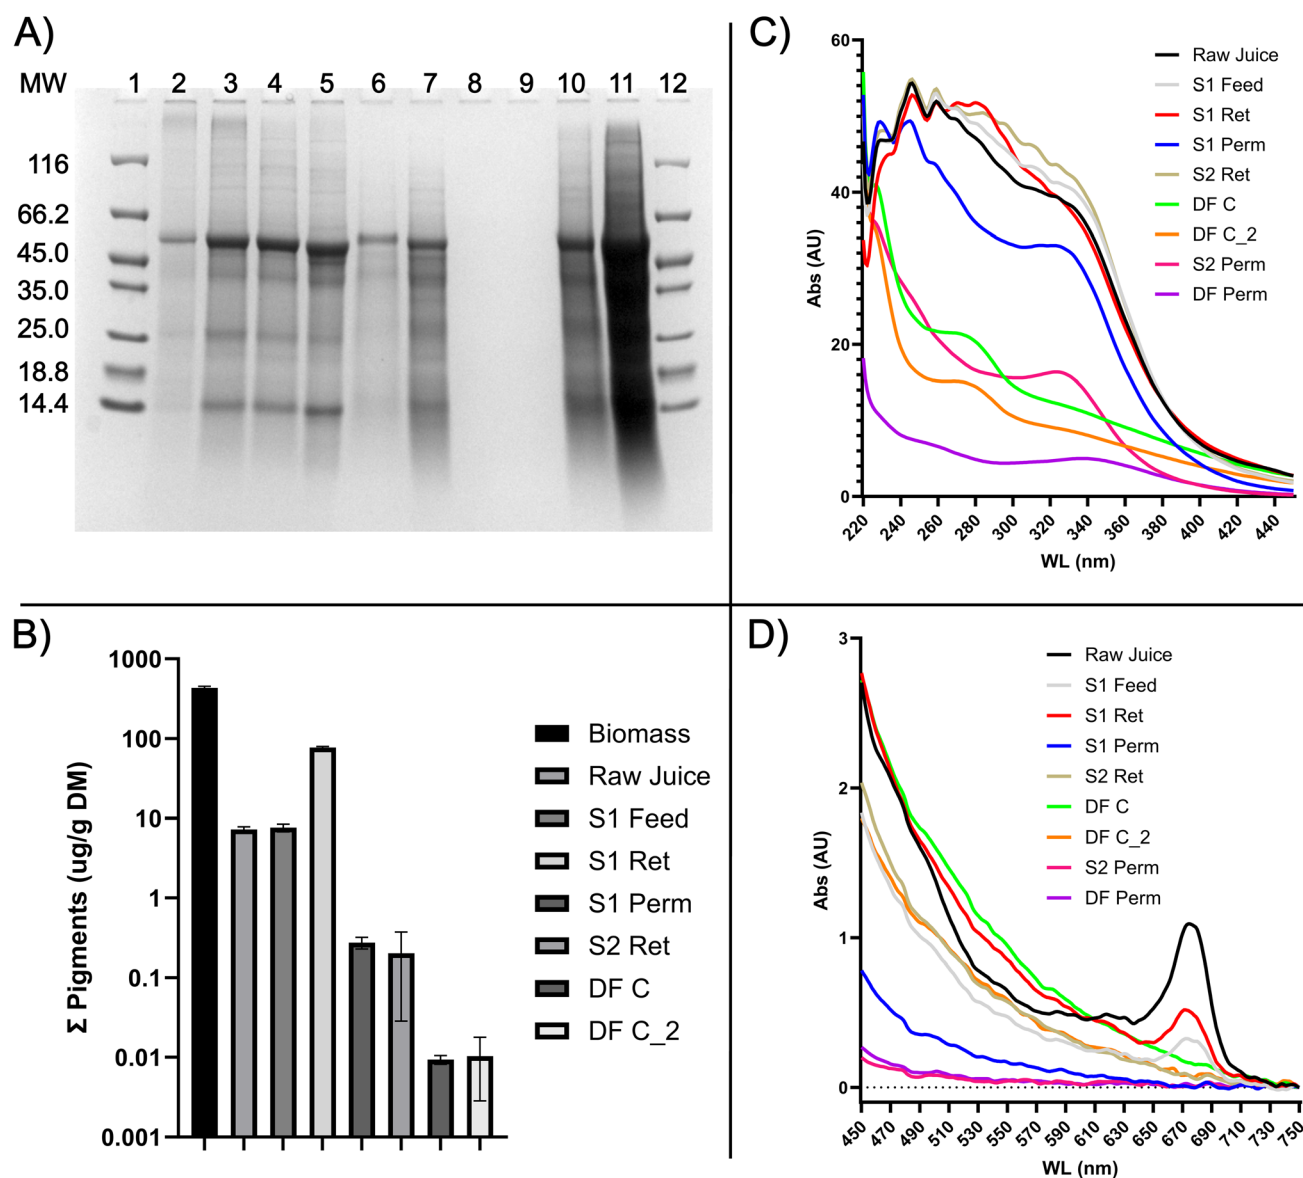 A)
MW 1 2 3 4 5 6 7 8 9 10 11 12
116
66.2
45.0
35.0
25.0
18.8
14.4
B)
Σ Pigments (ug/g DM)
1000
100
10
1
0.1
0.01
0.001
Biomass
Raw Juice
S1 Feed
S1 Ret
S1 Perm
S2 Ret
DF C
DF C_2
C)
Abs (AU)
60
40
20
0
220 240 260 280 300 320 340 360 380 400 420 440
WL (nm)
Raw Juice
S1 Feed
S1 Ret
S1 Perm
S2 Ret
DF C
DF C_2
S2 Perm
DF Perm
D)
Abs (AU)
3
2
1
0
450 470 490 510 530 550 570 590 610 630 650 670 690 710 730 750
WL (nm)
Raw Juice
S1 Feed
S1 Ret
S1 Perm
S2 Ret
DF C
DF C_2
S2 Perm
DF Perm